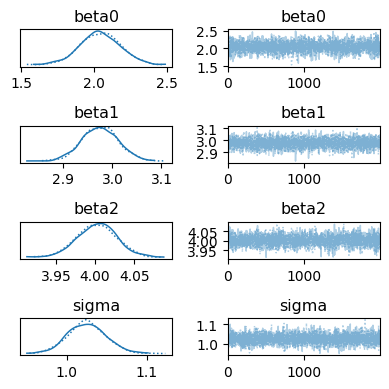 beta0 beta0
2.5
2.0
1.5
1.5 2.0 2.5 0 1000
beta1 beta1
3.1
3.0
2.9
2.9 3.0 3.1 0 1000
beta2 beta2
4.05
4.00
3.95
3.95 4.00 4.05 0 1000
sigma sigma
1.1
1.0
1.0 1.1 0 1000